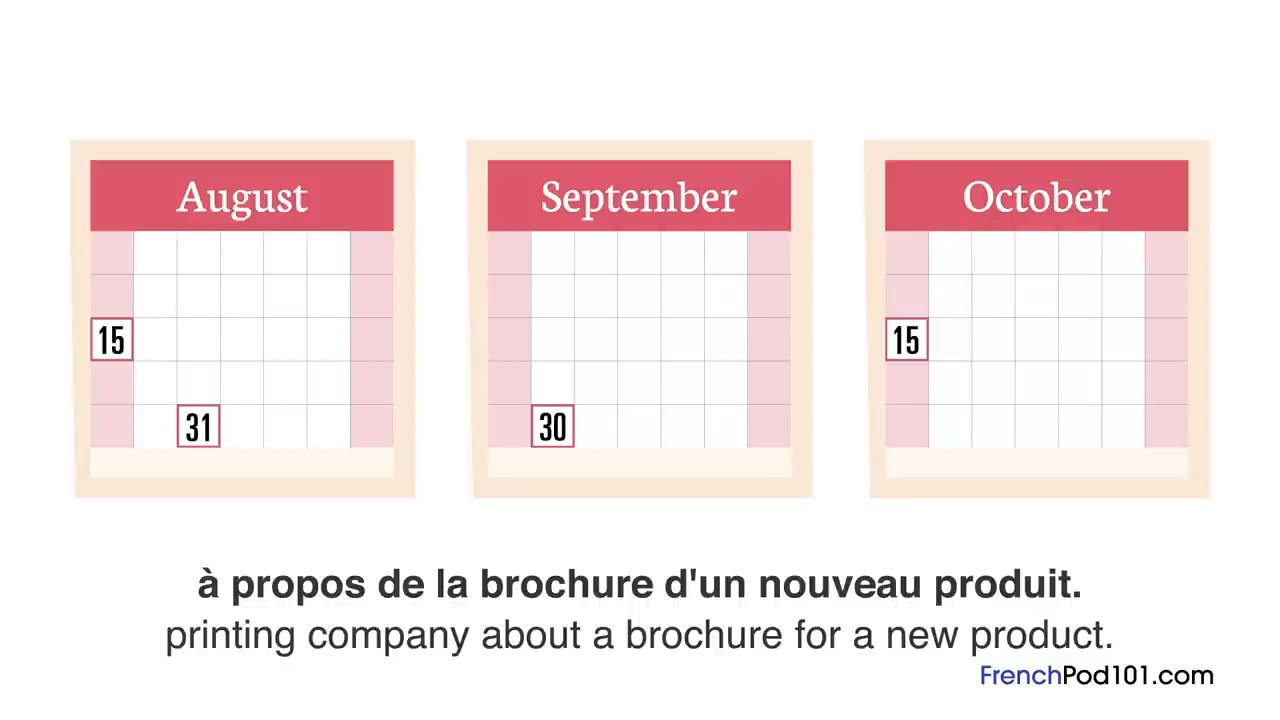 August
September
October
15
15
31
30
à propos de la brochure d'un nouveau produit.
printing company about a brochure for a new product.
FrenchPod101.com